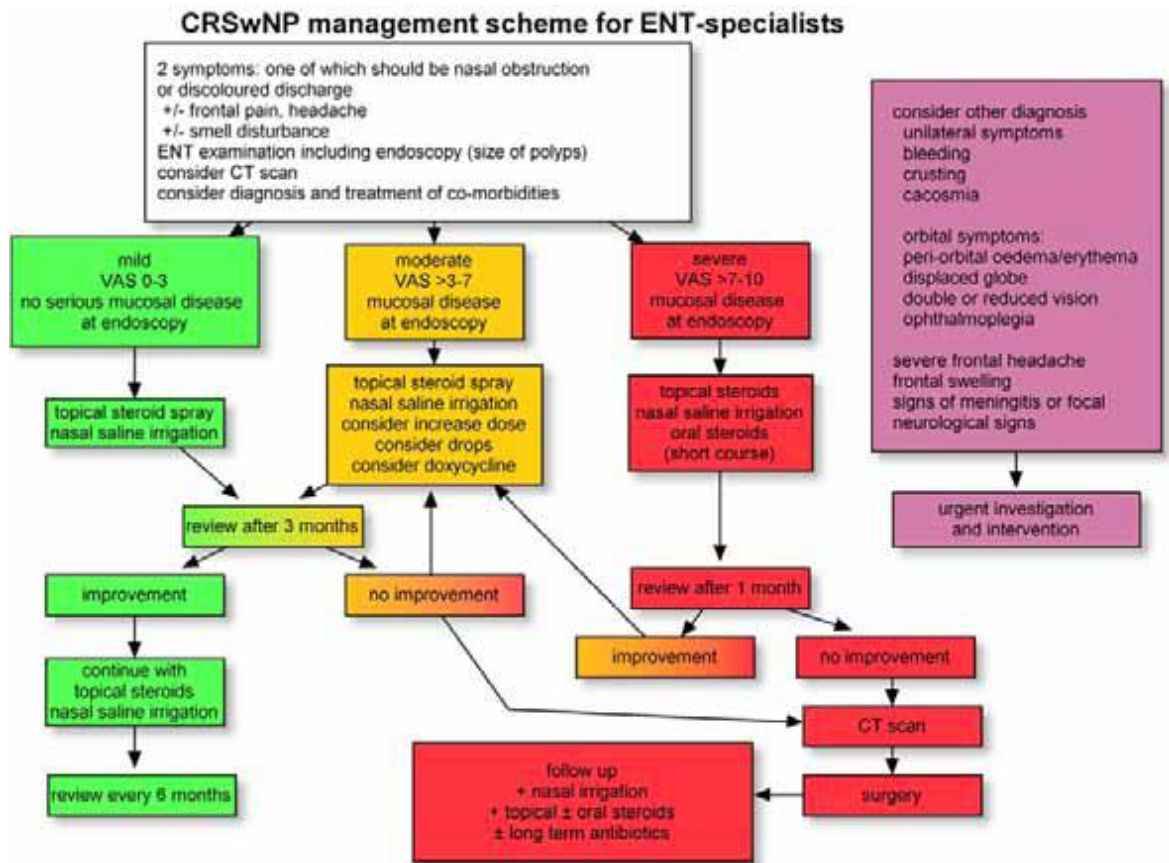 CRSwNP management scheme for ENT-specialists
2 symptoms: one of which should be nasal obstruction
or discoloured discharge
+/- frontal pain, headache
+/- smell disturbance
ENT examination including endoscopy (size of polyps)
consider CT scan
consider diagnosis and treatment of co-morbidities
consider other diagnosis
unilateral symptoms
bleeding
crusting
cacosmia
orbital symptoms:
peri-orbital oedema/erythema
displaced globe
double or reduced vision
ophthalmoplegia
severe frontal headache
frontal swelling
signs of meningitis or focal
neurological signs
urgent investigation
and intervention
mild
VAS 0-3
no serious mucosal disease
at endoscopy
moderate
VAS >3-7
mucosal disease
at endoscopy
severe
VAS >7-10
mucosal disease
at endoscopy
topical steroid spray
nasal saline irrigation
topical steroid spray
nasal saline irrigation
consider increase dose
consider drops
consider doxycycline
topical steroids
nasal saline irrigation
oral steroids
(short course)
review after 3 months
improvement
no improvement
review after 1 month
improvement
no improvement
continue with
topical steroids
nasal saline irrigation
CT scan
review every 6 months
follow up
+ nasal irrigation
+ topical ± oral steroids
± long term antibiotics
surgery